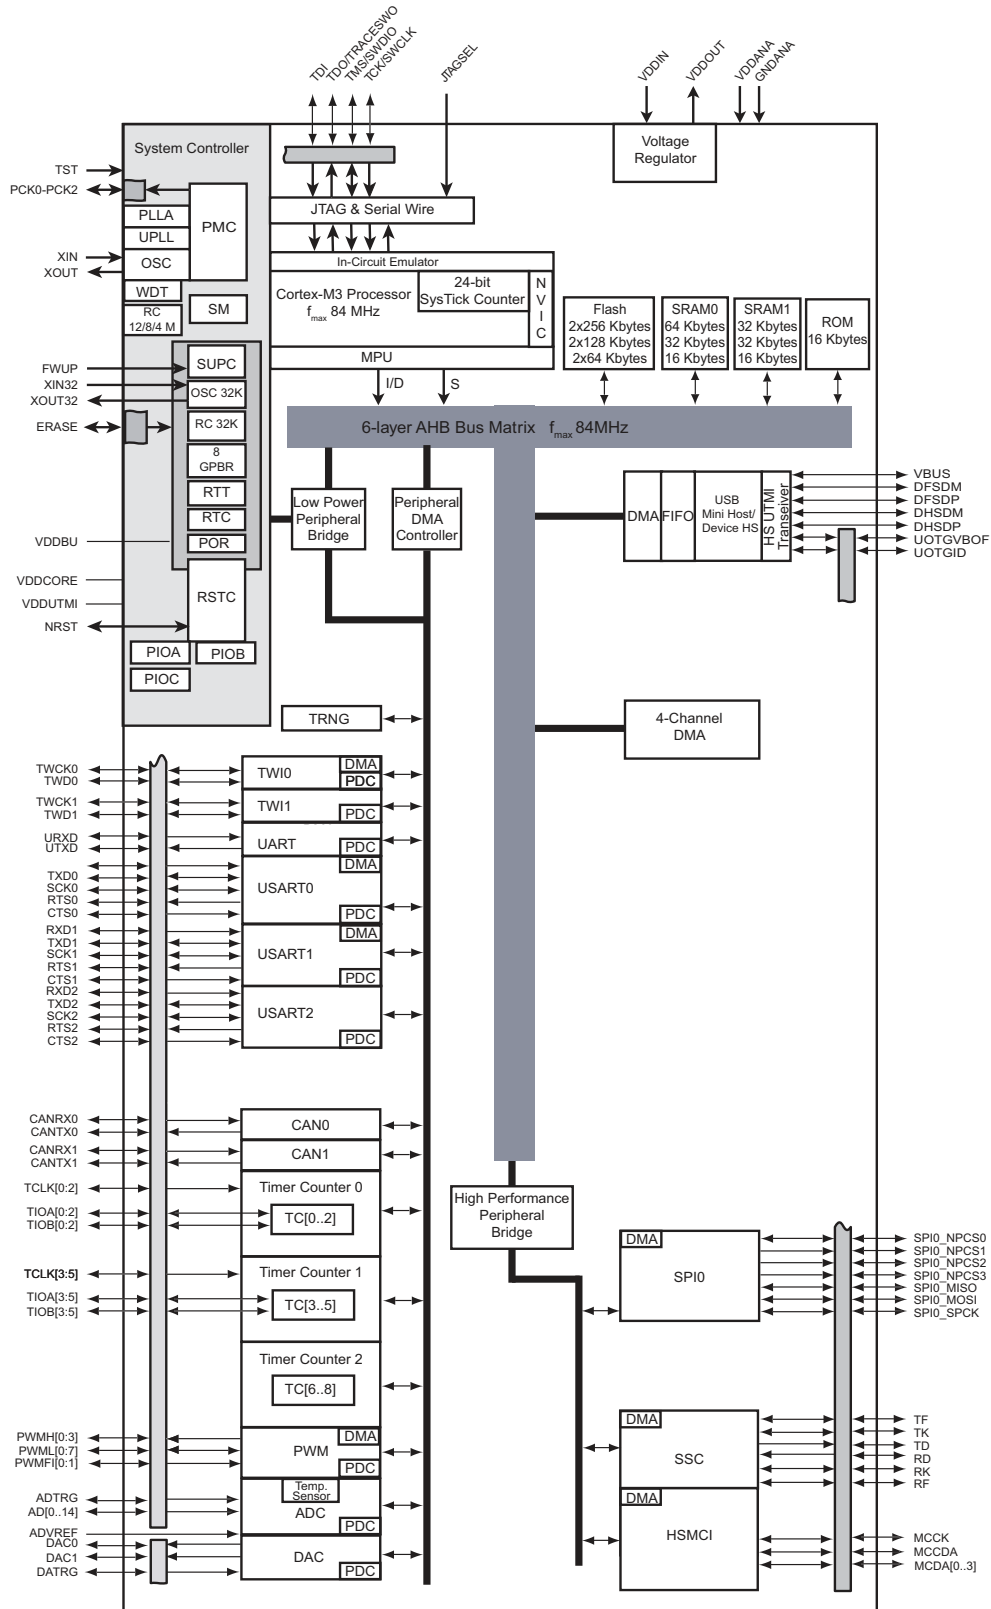 TDI
TDO/TRACESWO
TMS/SWDIO
TCK/SWCLK
JTAGSEL
VDDIN
VDDOUT
VDDANA
GNDANA
System Controller
Voltage
Regulator
TST
PCK0-PCK2
PLLA
PMC
JTAG & Serial Wire
UPLL
XIN
OSC
XOUT
In-Circuit Emulator
WDT
RC
12/8/4 M
SM
Cortex-M3 Processor
fmax 84 MHz
24-bit
SysTick Counter
N
V
I
C
MPU
Flash
2x256 Kbytes
2x128 Kbytes
2x64 Kbytes
SRAM0
64 Kbytes
32 Kbytes
16 Kbytes
SRAM1
32 Kbytes
32 Kbytes
16 Kbytes
ROM
16 Kbytes
FWUP
SUPC
XIN32
XOUT32
OSC 32K
I/D
S
ERASE
RC 32K
6-layer AHB Bus Matrix fmax 84MHz
8
GPBR
RTT
RTC
POR
VDDBU
Low Power
Peripheral
Bridge
Peripheral
DMA
Controller
DMA
FIFO
USB
Mini Host/
Device HS
HS UTMI
Transeiver
VBUS
DFSDM
DFSDP
DHSDM
DHSDP
UOTGVBOF
UOTGID
VDDCORE
VDDUTMI
RSTC
NRST
PIOA
PIOB
PIOC
TRNG
4-Channel
DMA
TWCK0
TWD0
TWI0
DMA
PDC
TWCK1
TWD1
TWI1
PDC
URXD
UTXD
UART
PDC
TXD0
SCK0
RTS0
CTS0
USART0
DMA
PDC
RXD1
TXD1
SCK1
RTS1
CTS1
USART1
DMA
PDC
RXD2
TXD2
SCK2
RTS2
CTS2
USART2
PDC
CANRX0
CANTX0
CAN0
CANRX1
CANTX1
CAN1
TCLK[0:2]
Timer Counter 0
TIOA[0:2]
TIOB[0:2]
TC[0..2]
High Performance
Peripheral
Bridge
TCLK[3:5]
Timer Counter 1
TIOA[3:5]
TIOB[3:5]
TC[3..5]
DMA
SPI0
SPI0_NPCS0
SPI0_NPCS1
SPI0_NPCS2
SPI0_NPCS3
SPI0_MISO
SPI0_MOSI
SPI0_SPCK
Timer Counter 2
TC[6..8]
PWMH[0:3]
PWML[0:7]
PWMFI[0:1]
PWM
DMA
PDC
DMA
SSC
TF
TK
TD
RD
RK
RF
Temp.
Sensor
ADTRG
AD[0..14]
ADVREF
ADC
PDC
DMA
HSMCI
MCCK
MCCDA
MCDA[0..3]
DAC0
DAC1
DATRG
DAC
PDC